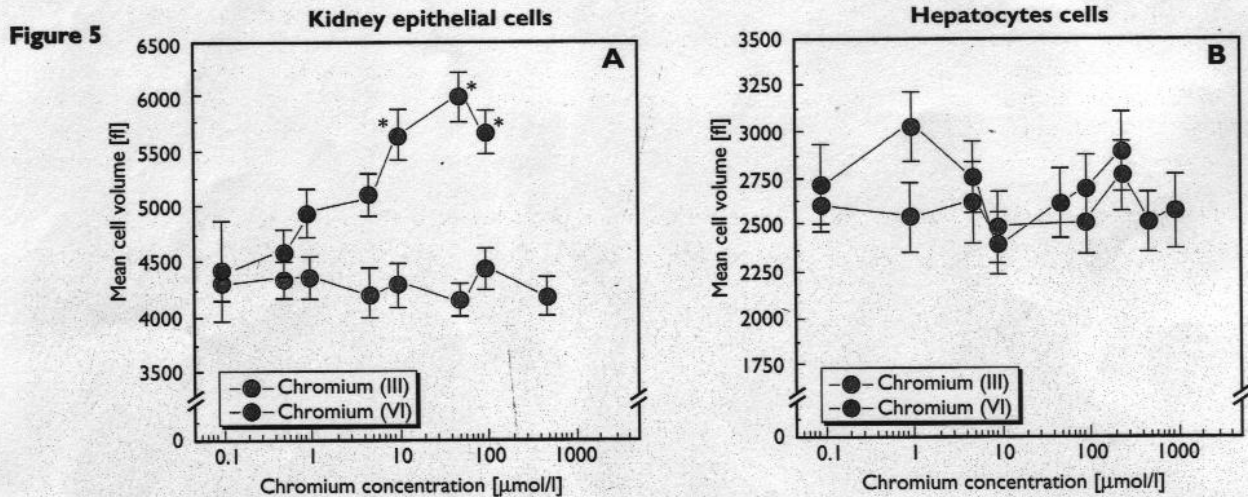 Figure 5
Kidney epithelial cells
A
Mean cell volume [fl]
6500
6000
5500
5000
4500
4000
3500
0
*
*
*
Chromium (III)
Chromium (VI)
0.1 1 10 100 1000
Chromium concentration [µmol/l]
Hepatocytes cells
B
Mean cell volume [fl]
3500
3250
3000
2750
2500
2250
2000
1750
0
Chromium (III)
Chromium (VI)
0.1 1 10 100 1000
Chromium concentration [µmol/l]